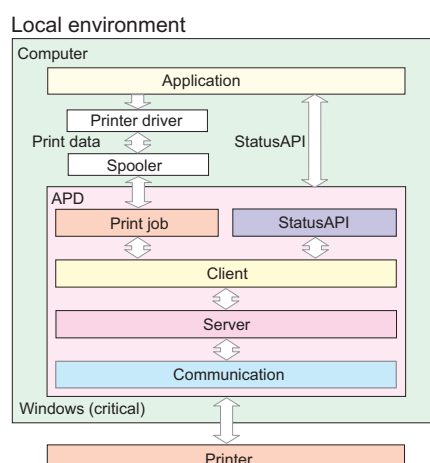 Local environment
Computer
Application
Printer driver
Print data
StatusAPI
Spooler
APD
Print job
StatusAPI
Client
Server
Communication
Windows (critical)
Printer